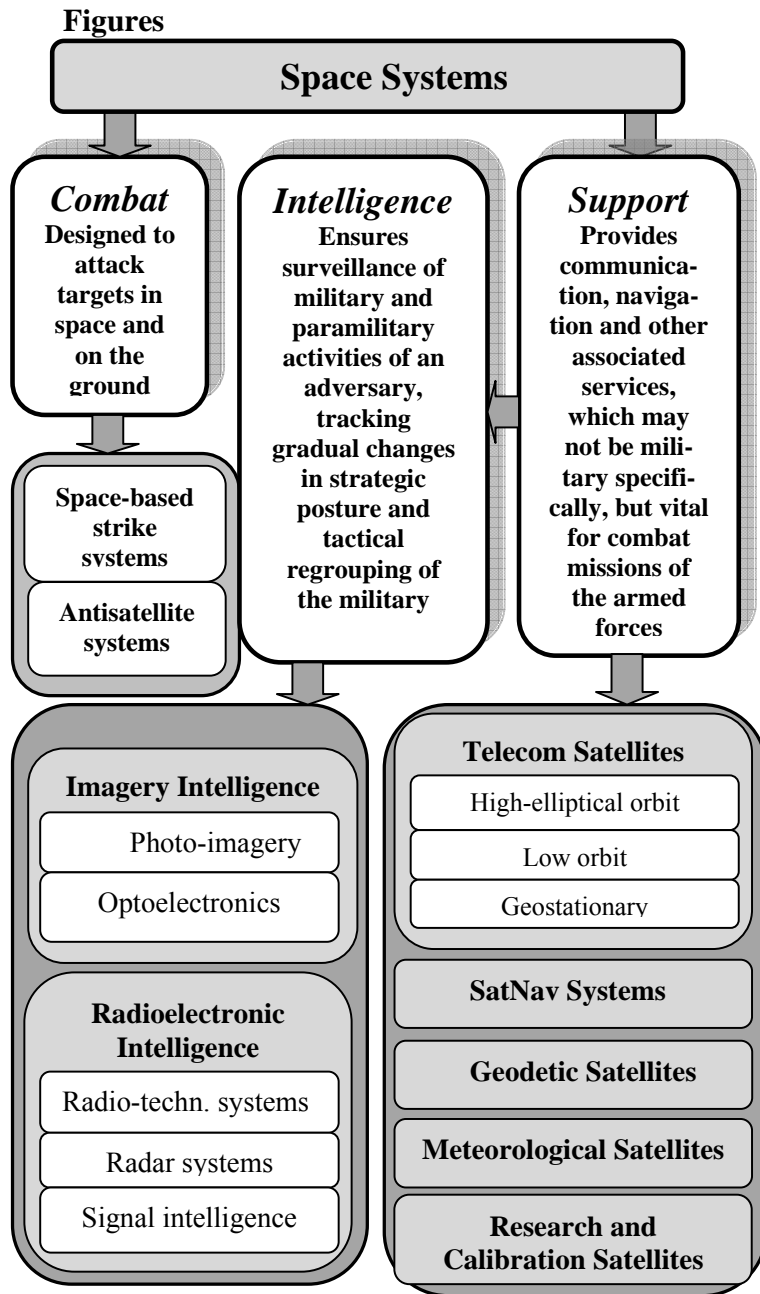 Figures
Space Systems
Combat
Designed to
attack
targets in
space and
on the
ground
Intelligence
Ensures
surveillance of
military and
paramilitary
activities of an
adversary,
tracking
gradual changes
in strategic
posture and
tactical
regrouping of
the military
Support
Provides
communica-
tion, naviga-
tion and other
associated
services,
which may
not be mili-
tary specifi-
cally, but vital
for combat
missions of
the armed
forces
Space-based
strike
systems
Antisatellite
systems
Imagery Intelligence
Photo-imagery
Optoelectronics
Radioelectronic
Intelligence
Radio-techn. systems
Radar systems
Signal intelligence
Telecom Satellites
High-elliptical orbit
Low orbit
Geostationary
SatNav Systems
Geodetic Satellites
Meteorological Satellites
Research and
Calibration Satellites